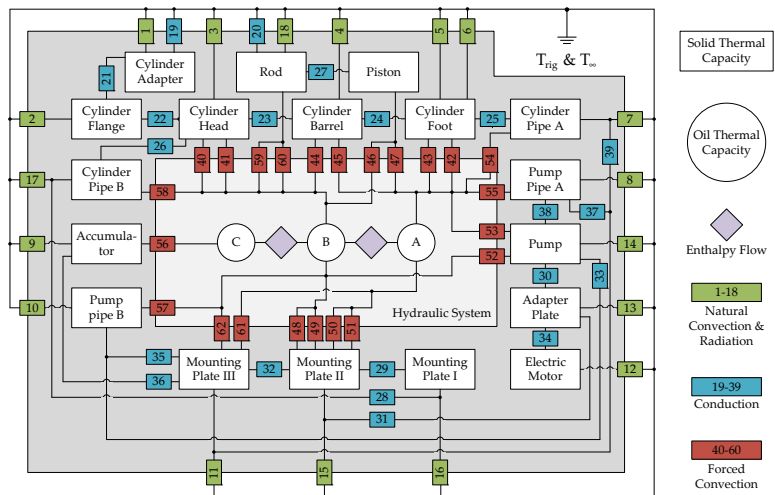 1
19
3
20
18
4
5
6
T_rig & T_∞
Cylinder
Adapter
Rod
27
Piston
21
2
Cylinder
Flange
22
Cylinder
Head
23
Cylinder
Barrel
24
Cylinder
Foot
25
Cylinder
Pipe A
7
26
39
40
41
59
60
44
45
46
47
43
42
54
17
Cylinder
Pipe B
58
55
Pump
Pipe A
8
38
37
9
Accumula-
tor
56
C
B
A
53
52
Pump
14
33
30
10
Pump
pipe B
57
62
61
48
49
50
51
Hydraulic System
Adapter
Plate
13
34
35
36
Mounting
Plate III
32
Mounting
Plate II
29
Mounting
Plate I
Electric
Motor
12
28
31
11
15
16
Solid Thermal
Capacity
Oil Thermal
Capacity
Enthalpy Flow
1-18
Natural
Convection &
Radiation
19-39
Conduction
40-60
Forced
Convection